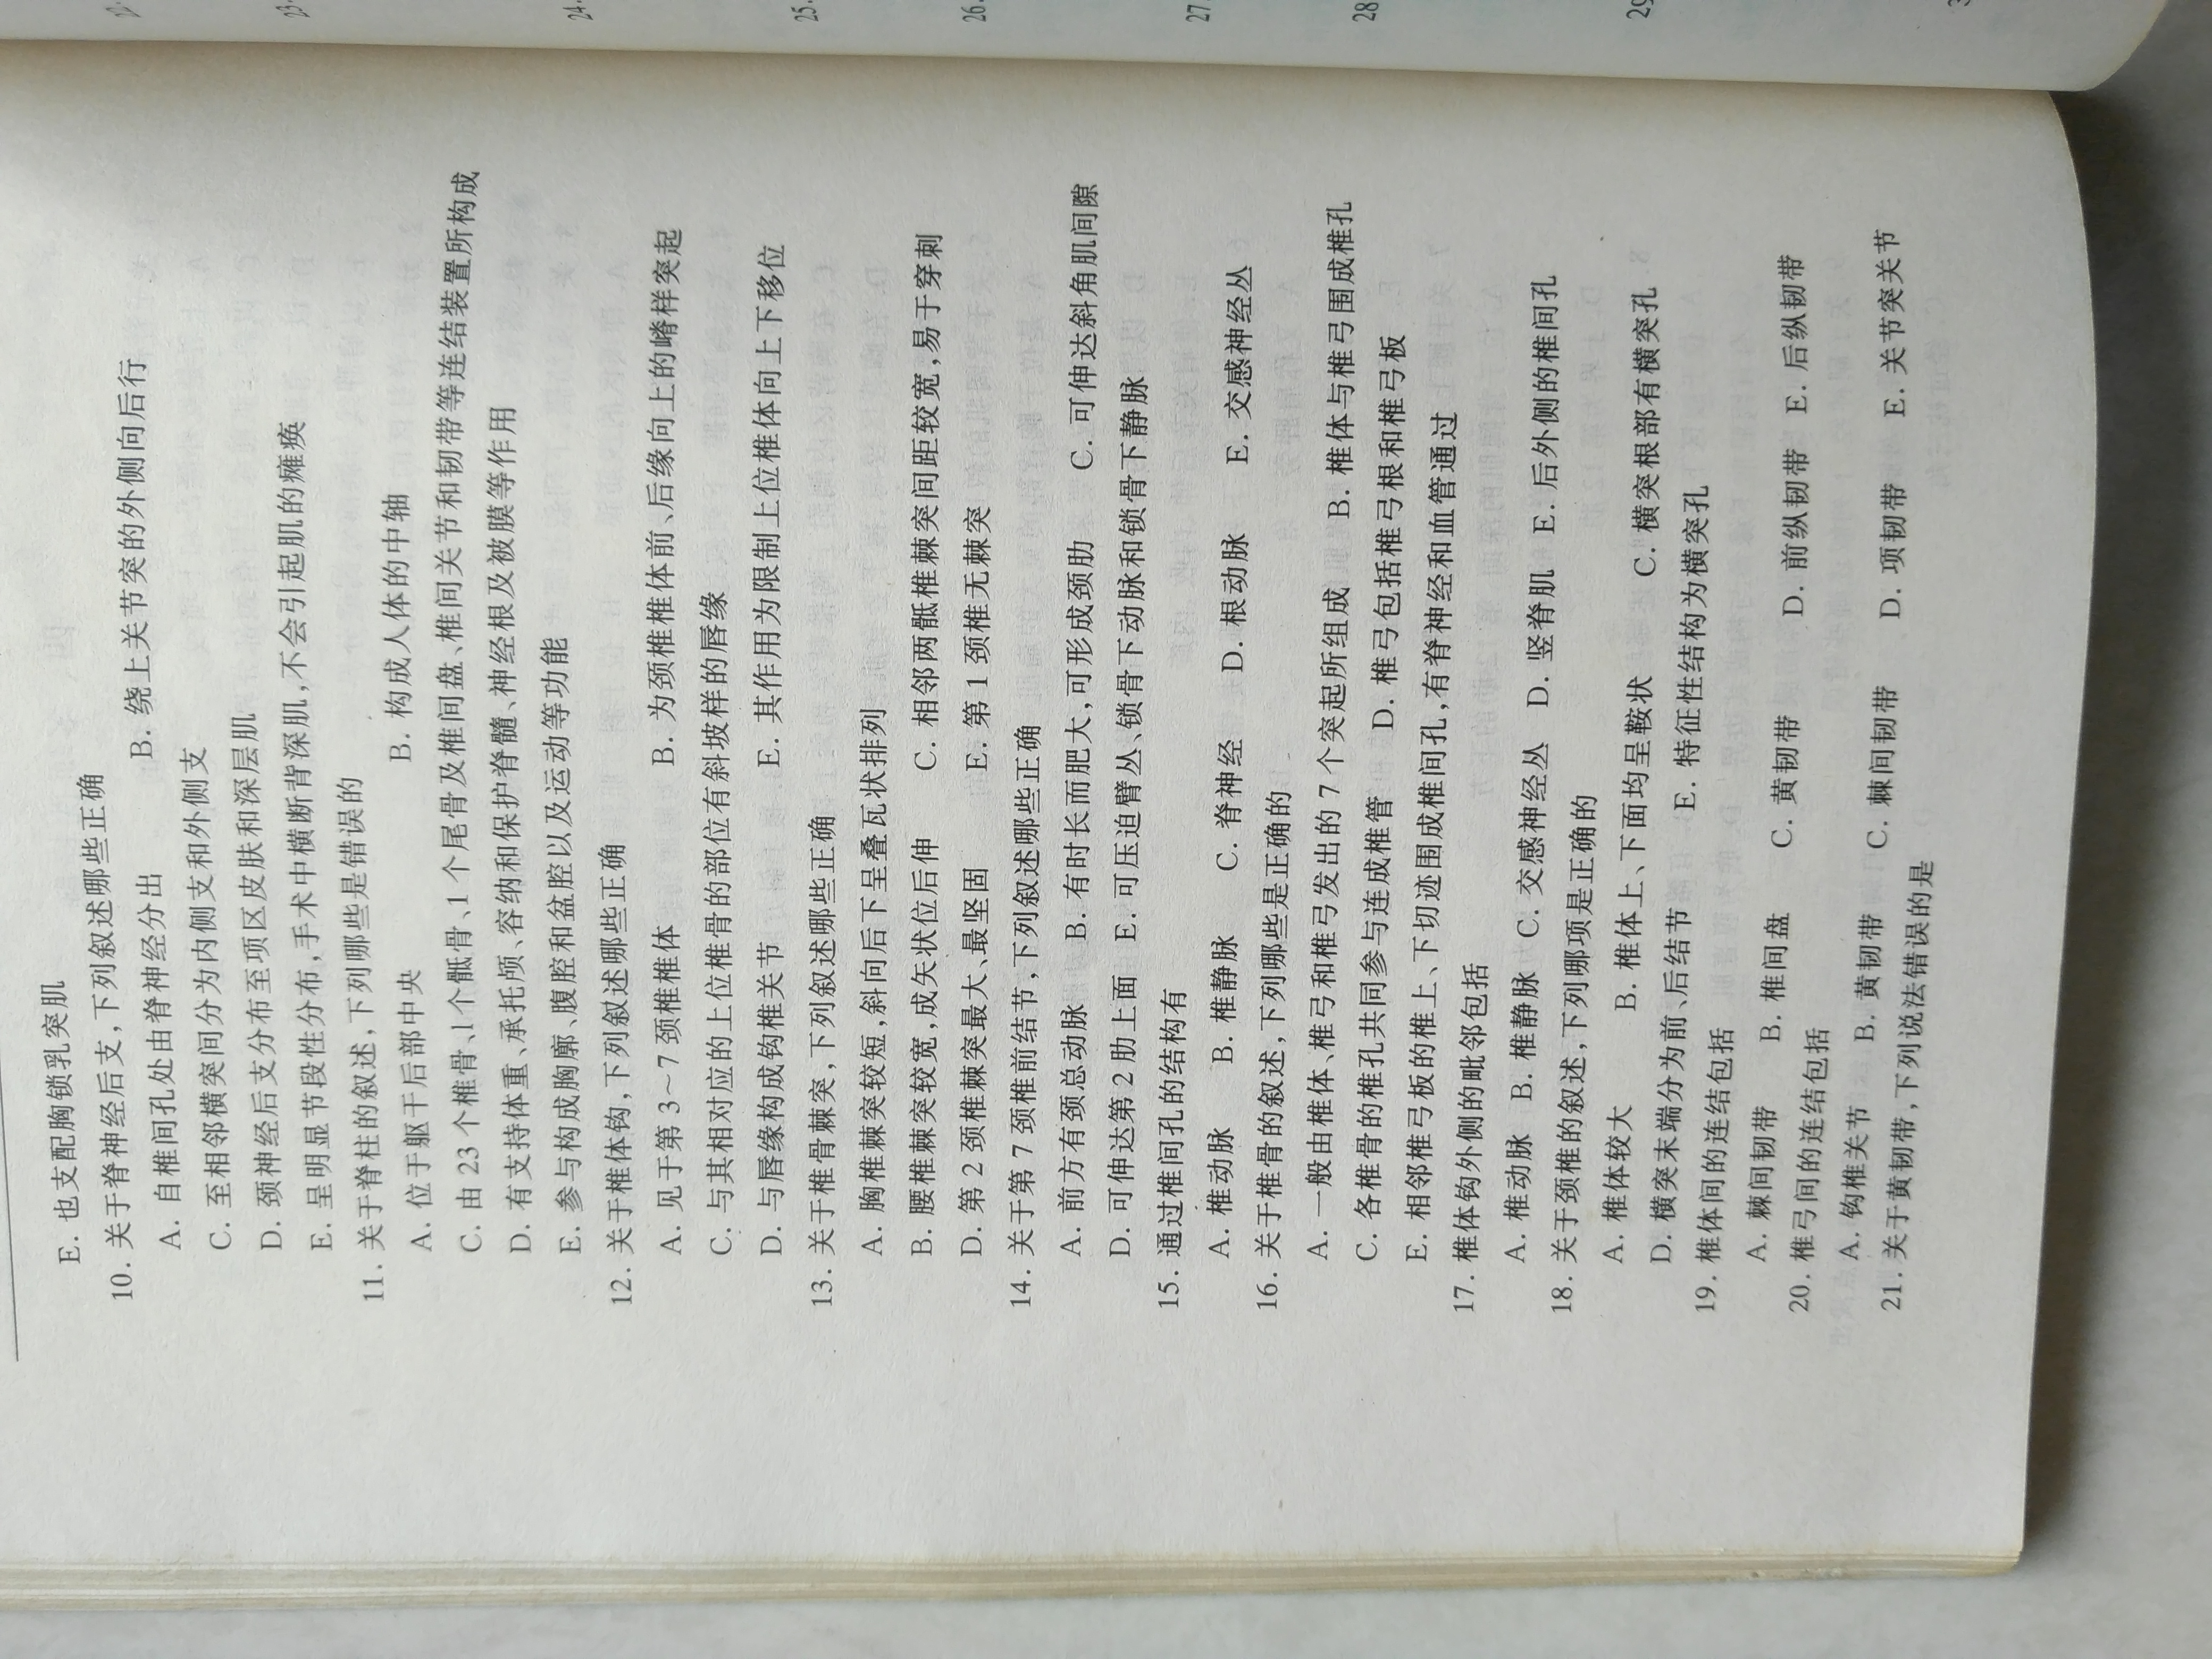 E. 也支配胸锁乳突肌
10. 关于脊神经后支,下列叙述哪些正确
A. 自椎间孔处由脊神经分出 B. 绕上关节突的外侧向后行
C. 至相邻横突间分为内侧支和外侧支
D. 颈神经后支分布至项区皮肤和深层肌
E. 呈明显节段性分布,手术中横断背深肌,不会引起肌的瘫痪
11. 关于脊柱的叙述,下列哪些是错误的
A. 位于躯干后部中央 B. 构成人体的中轴
C. 由 23 个椎骨、1个骶骨、1 个尾骨及椎间盘、椎间关节和韧带等连结装置所构成
D. 有支持体重、承托颅、容纳和保护脊髓、神经根及被膜等作用
E. 参与构成胸廓、腹腔和盆腔以及运动等功能
12. 关于椎体钩,下列叙述哪些正确
A. 见于第 3～7 颈椎椎体 B. 为颈椎椎体前、后缘向上的嵴样突起
C. 与其相对应的上位椎骨的部位有斜坡样的唇缘
D. 与唇缘构成钩椎关节 E. 其作用为限制上位椎体向上下移位
13. 关于椎骨棘突,下列叙述哪些正确
A. 胸椎棘突较短,斜向后下呈叠瓦状排列
B. 腰椎棘突较宽,成矢状位后伸 C. 相邻两骶椎棘突间距较宽,易于穿刺
D. 第 2 颈椎棘突最大、最坚固 E. 第 1 颈椎无棘突
14. 关于第 7 颈椎前结节,下列叙述哪些正确
A. 前方有颈总动脉 B. 有时长而肥大,可形成颈肋 C. 可伸达斜角肌间隙
D. 可伸达第 2 肋上面 E. 可压迫臂丛、锁骨下动脉和锁骨下静脉
15. 通过椎间孔的结构有
A. 椎动脉 B. 椎静脉 C. 脊神经 D. 根动脉 E. 交感神经丛
16. 关于椎骨的叙述,下列哪些是正确的
A. 一般由椎体、椎弓和椎弓发出的 7 个突起所组成 B. 椎体与椎弓围成椎孔
C. 各椎骨的椎孔共同参与连成椎管 D. 椎弓包括椎弓根和椎弓板
E. 相邻椎弓板的椎上、下切迹围成椎间孔,有脊神经和血管通过
17. 椎体钩外侧的毗邻包括
A. 椎动脉 B. 椎静脉 C. 交感神经丛 D. 竖脊肌 E. 后外侧的椎间孔
18. 关于颈椎的叙述,下列哪项是正确的
A. 椎体较大 B. 椎体上、下面均呈鞍状 C. 横突根部有横突孔
D. 横突末端分为前、后结节 E. 特征性结构为横突孔
19. 椎体间的连结包括
A. 棘间韧带 B. 椎间盘 C. 黄韧带 D. 前纵韧带 E. 后纵韧带
20. 椎弓间的连结包括
A. 钩椎关节 B. 黄韧带 C. 棘间韧带 D. 项韧带 E. 关节突关节
21. 关于黄韧带,下列说法错误的是
23.
24.
25.
26.
27.
28
29